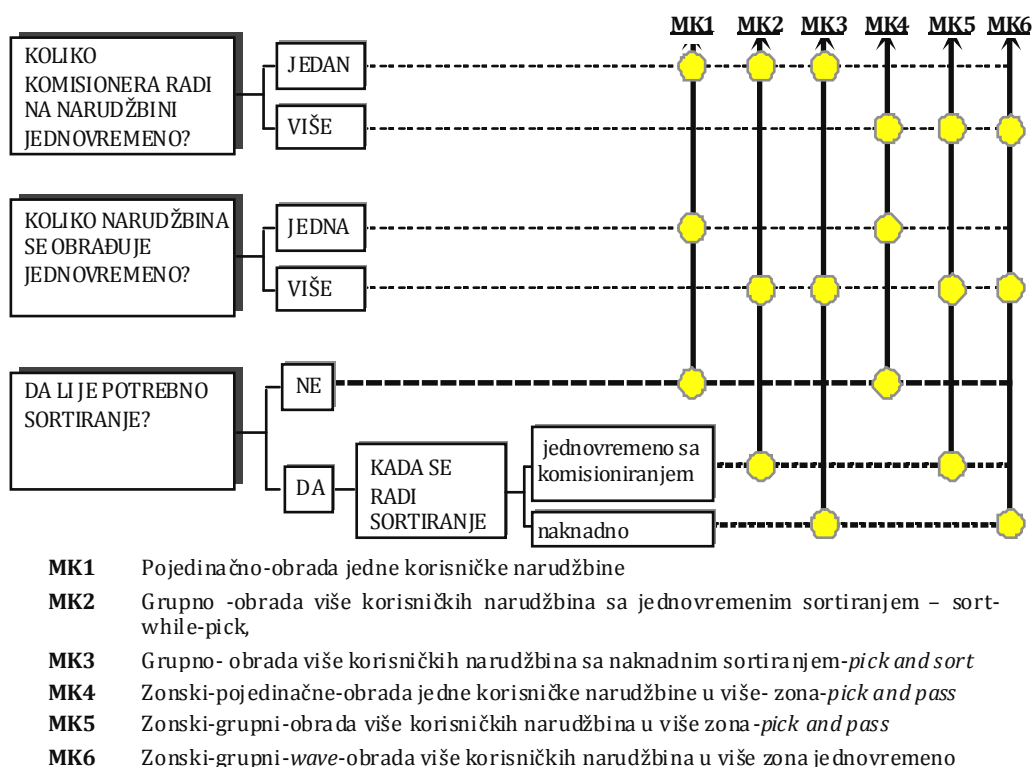 MK1 MK2 MK3 MK4 MK5 MK6
KOLIKO
KOMISIONERA RADI
NA NARUDŽBINI
JEDNOVREMENO?
JEDAN
VIŠE
KOLIKO NARUDŽBINA
SE OBRAĐUJE
JEDNOVREMENO?
JEDNA
VIŠE
DA LI JE POTREBNO
SORTIRANJE?
NE
DA
KADA SE
RADI
SORTIRANJE
jednovremeno sa
komisioniranjem
naknadno
MK1 Pojedinačno-obrada jedne korisničke narudžbine
MK2 Grupno -obrada više korisničkih narudžbina sa jednovremenim sortiranjem – sort-
while-pick,
MK3 Grupno- obrada više korisničkih narudžbina sa naknadnim sortiranjem-pick and sort
MK4 Zonski-pojedinačne-obrada jedne korisničke narudžbine u više- zona-pick and pass
MK5 Zonski-grupni-obrada više korisničkih narudžbina u više zona-pick and pass
MK6 Zonski-grupni-wave-obrada više korisničkih narudžbina u više zona jednovremeno